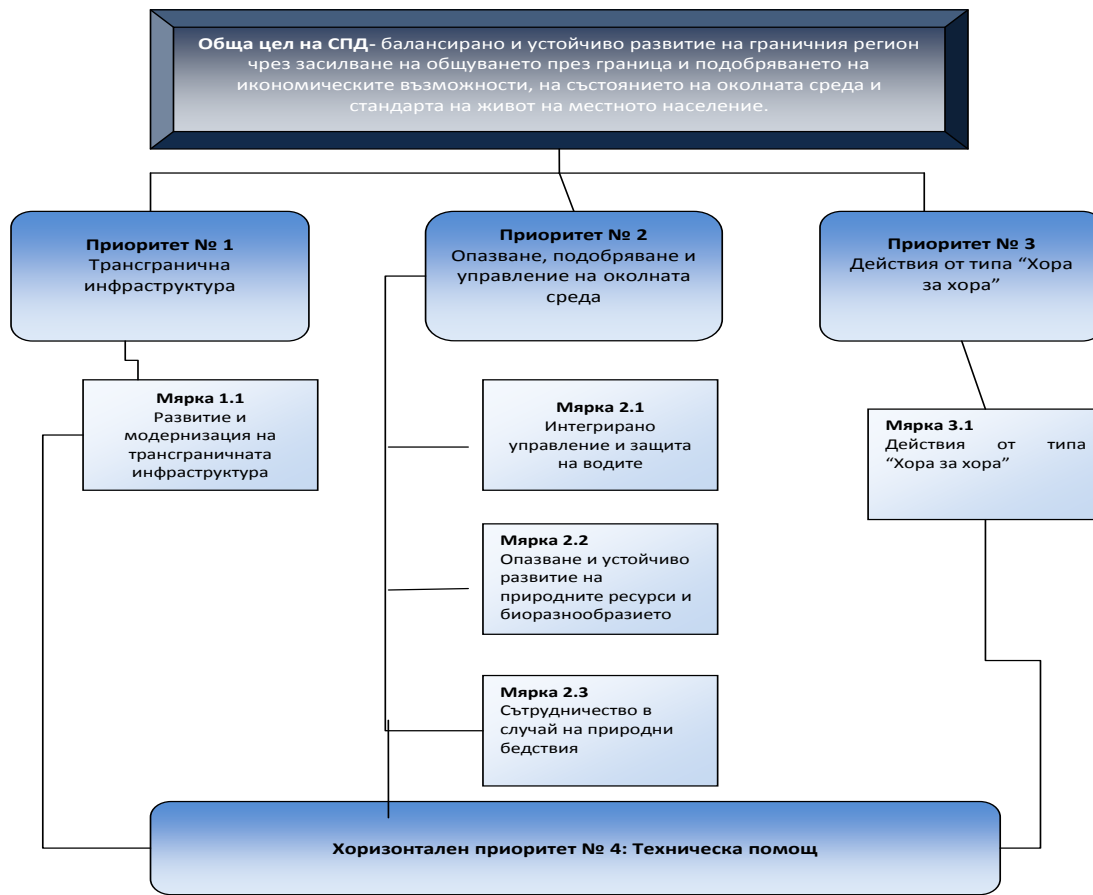 Обща цел на СПД- балансирано и устойчиво развитие на граничния регион
чрез засилване на общуването през граница и подобряването на
икономическите възможности, на състоянието на околната среда и
стандарта на живот на местното население.
Приоритет № 1
Трансгранична
инфраструктура
Приоритет № 2
Опазване, подобряване и
управление на околната
среда
Приоритет № 3
Действия от типа “Хора
за хора”
Мярка 1.1
Развитие и
модернизация на
трансграничната
инфраструктура
Мярка 2.1
Интегрирано
управление и защита
на водите
Мярка 3.1
Действия от типа
“Хора за хора”
Мярка 2.2
Опазване и устойчиво
развитие на
природните ресурси и
биоразнообразието
Мярка 2.3
Сътрудничество в
случай на природни
бедствия
Хоризонтален приоритет № 4: Техническа помощ